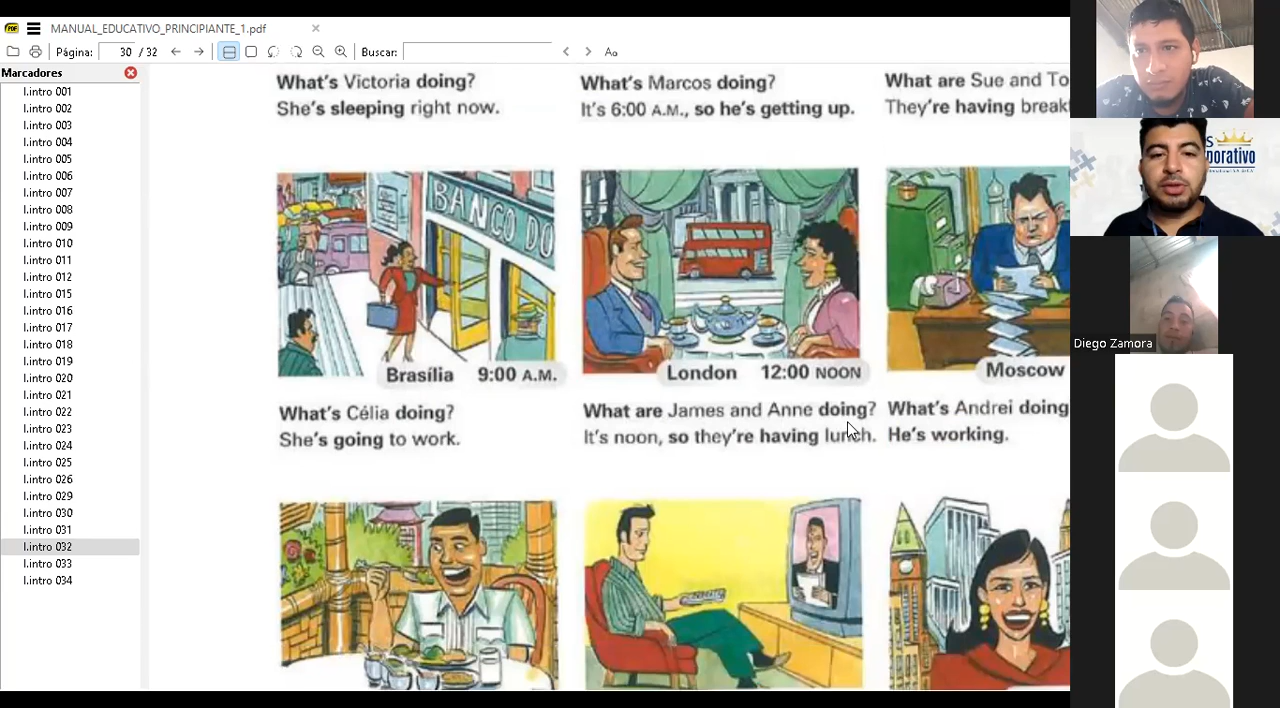 MANUAL_EDUCATIVO_PRINCIPIANTE_1.pdf
Página: 30 / 32 Buscar: Aa
Marcadores
I.intro 001
I.intro 002
I.intro 003
I.intro 004
I.intro 005
I.intro 006
I.intro 007
I.intro 008
I.intro 009
I.intro 010
I.intro 011
I.intro 012
I.intro 015
I.intro 016
I.intro 017
I.intro 018
I.intro 019
I.intro 020
I.intro 021
I.intro 022
I.intro 023
I.intro 024
I.intro 025
I.intro 026
I.intro 029
I.intro 030
I.intro 031
I.intro 032
I.intro 033
I.intro 034
What's Victoria doing?
She's sleeping right now.
What's Marcos doing?
It's 6:00 A.M., so he's getting up.
What are Sue and To
They're having break
BANCO DO
Brasília 9:00 A.M.
London 12:00 NOON
Moscow
What's Célia doing?
She's going to work.
What are James and Anne doing?
It's noon, so they're having lunch.
What's Andrei doing
He's working.
S
porativo
Diego Zamora